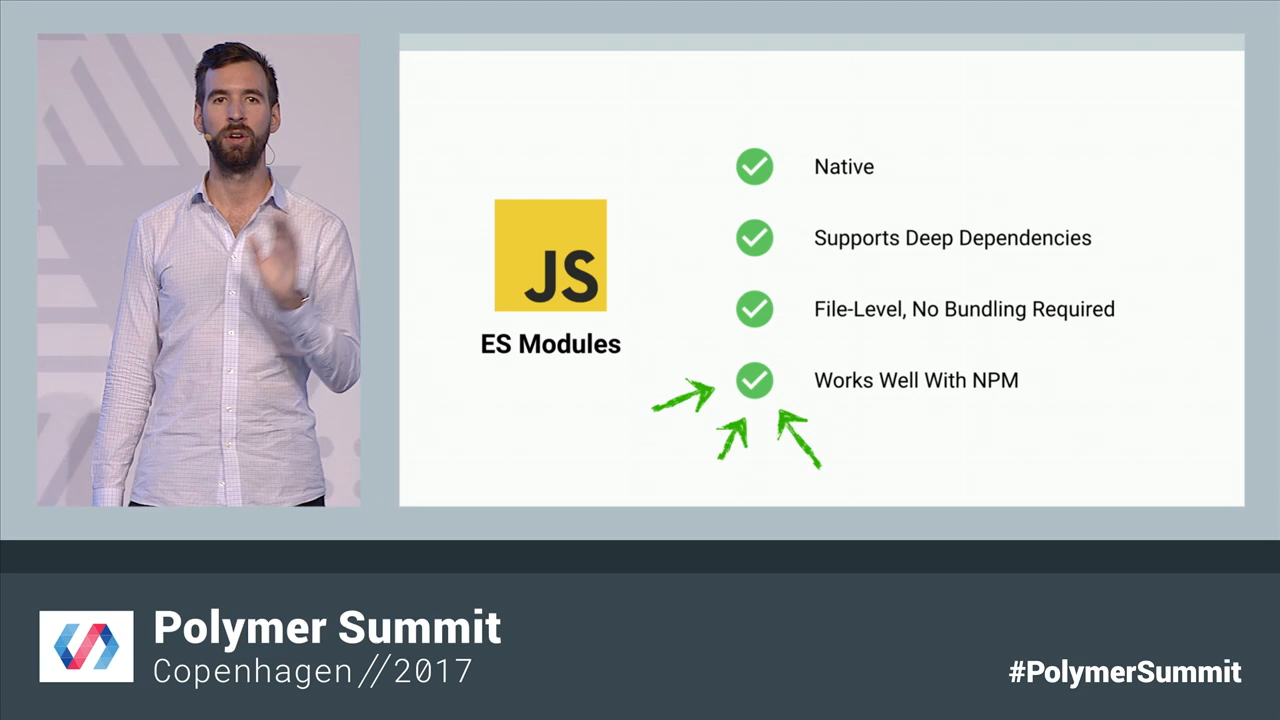 Native
Supports Deep Dependencies
File-Level, No Bundling Required
Works Well With NPM
JS
ES Modules
Polymer Summit
Copenhagen//2017
#PolymerSummit